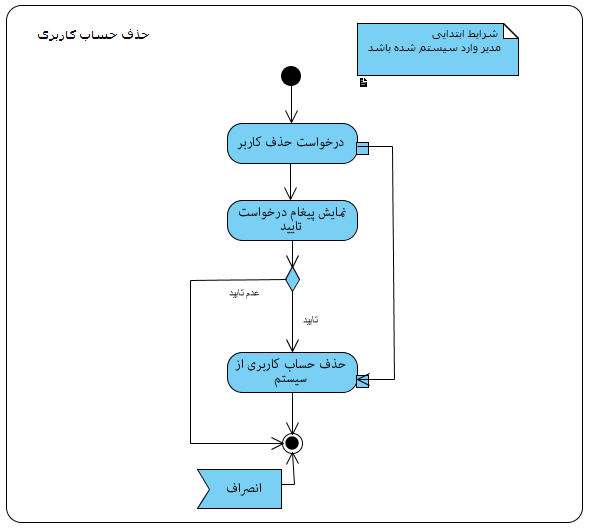 حذف حساب کاربری
شرایط ابتدایی
مدیر وارد سیستم شده باشد
درخواست حذف کاربر
نمایش پیغام درخواست
تایید
عدم تایید
تایید
حذف حساب کاربری از
سیستم
انصراف